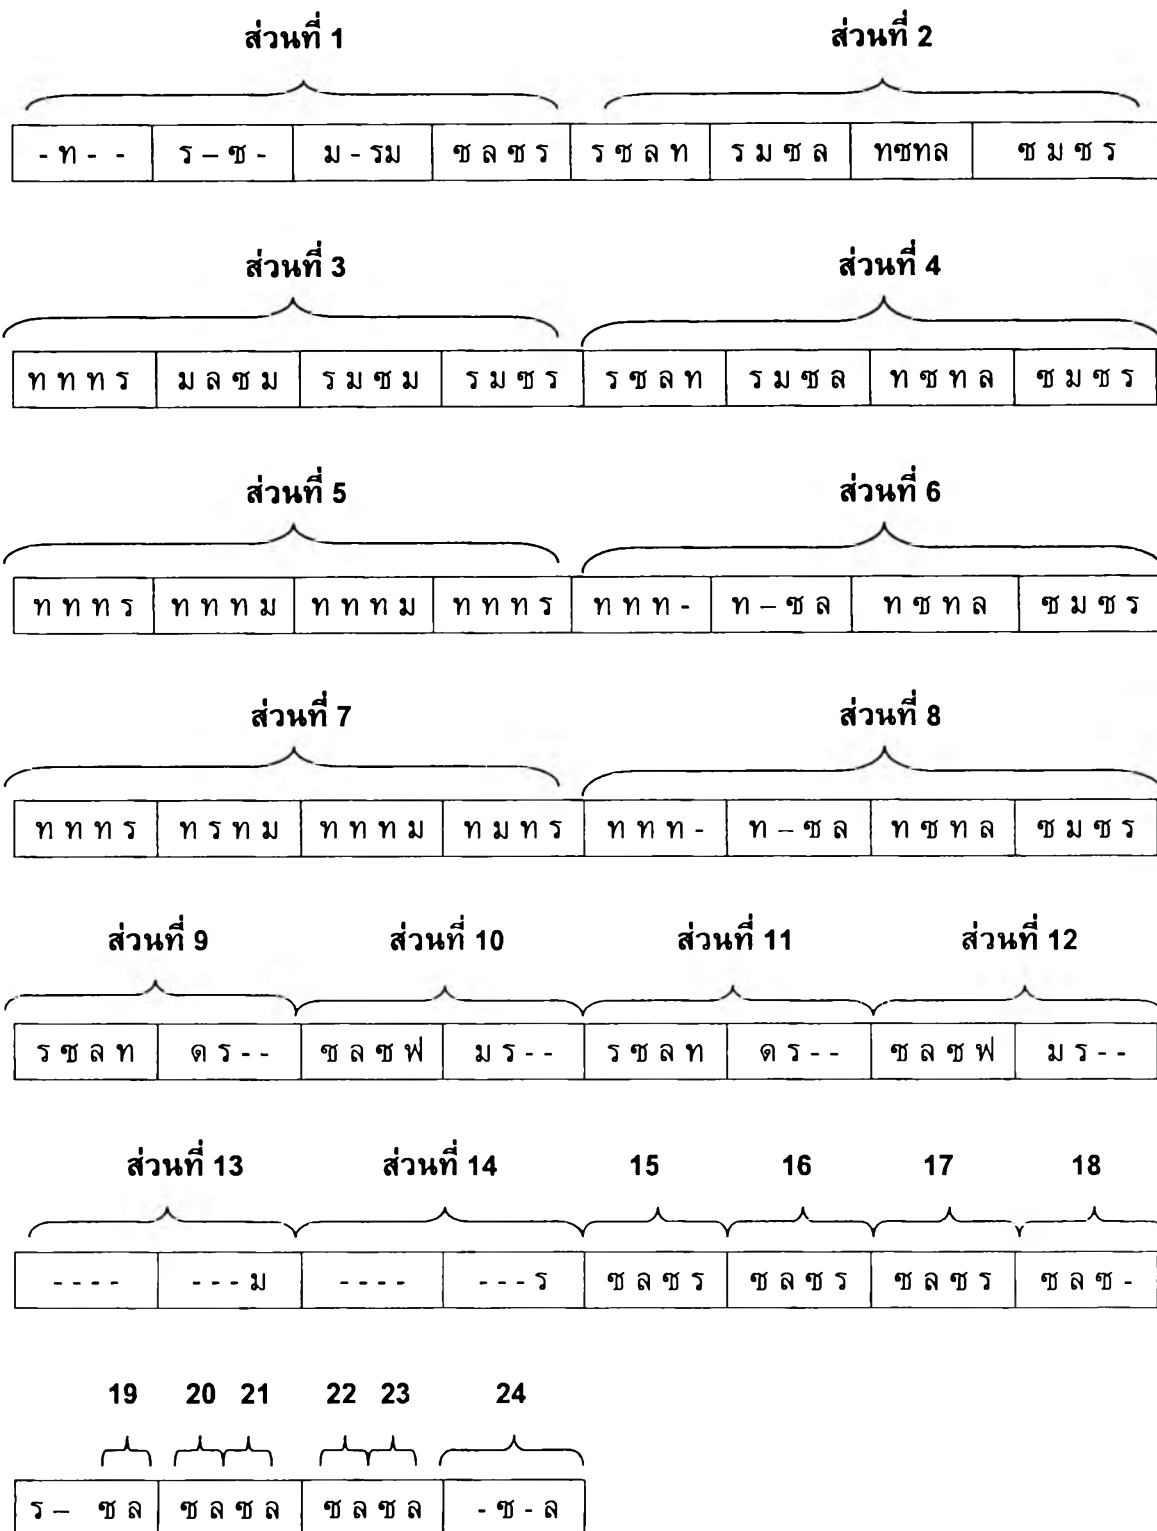 ส่วนที่ 1 ส่วนที่ 2
- ท - - ร – ซ - ม - รม ซ ล ซ ร ร ซ ล ท ร ม ซ ล ทซทล ซ ม ซ ร
ส่วนที่ 3 ส่วนที่ 4
ท ท ท ร ม ล ซ ม ร ม ซ ม ร ม ซ ร ร ซ ล ท ร ม ซ ล ท ซ ท ล ซ ม ซ ร
ส่วนที่ 5 ส่วนที่ 6
ท ท ท ร ท ท ท ม ท ท ท ม ท ท ท ร ท ท ท - ท – ซ ล ท ซ ท ล ซ ม ซ ร
ส่วนที่ 7 ส่วนที่ 8
ท ท ท ร ท ร ท ม ท ท ท ม ท ม ท ร ท ท ท - ท – ซ ล ท ซ ท ล ซ ม ซ ร
ส่วนที่ 9 ส่วนที่ 10 ส่วนที่ 11 ส่วนที่ 12
ร ซ ล ท ด ร - - ซ ล ซ ฟ ม ร - - ร ซ ล ท ด ร - - ซ ล ซ ฟ ม ร - -
ส่วนที่ 13 ส่วนที่ 14 15 16 17 18
- - - - - - - ม - - - - - - - ร ซ ล ซ ร ซ ล ซ ร ซ ล ซ ร ซ ล ซ -
19 20 21 22 23 24
ร – ซ ล ซ ล ซ ล ซ ล ซ ล - ซ - ล